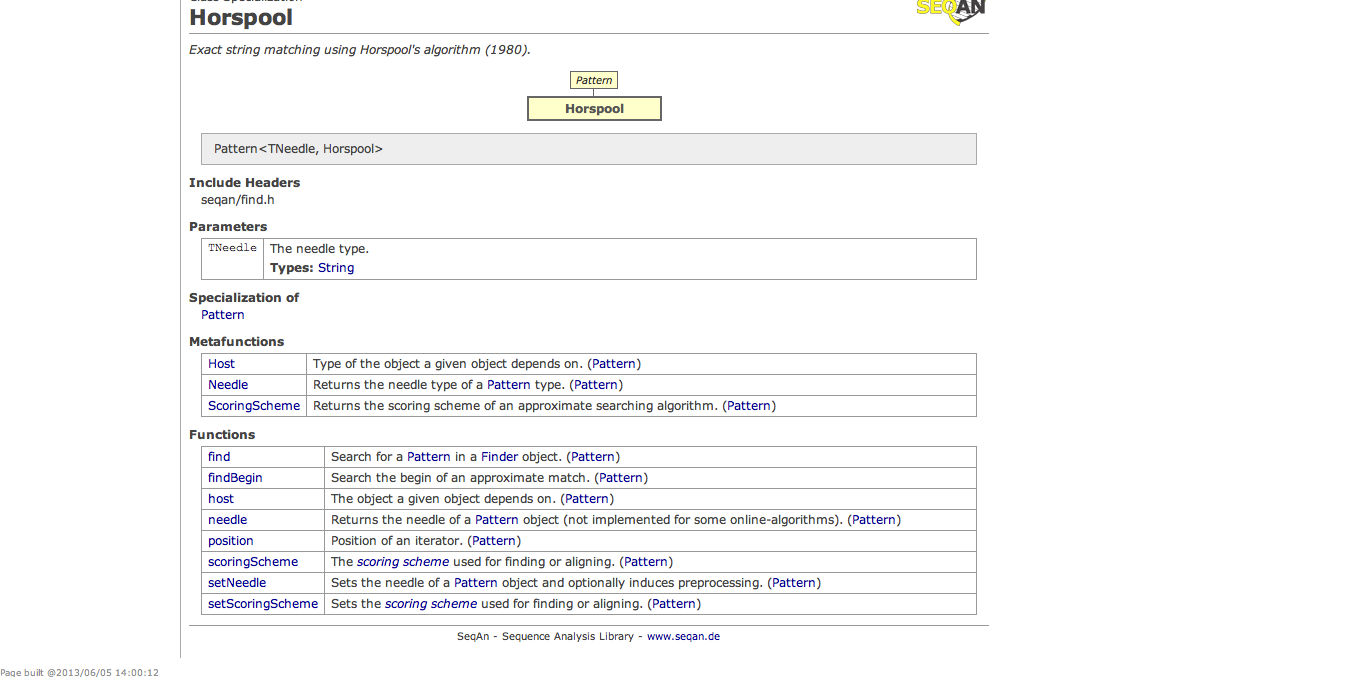 Class Specialization
Horspool
SEQAN
Exact string matching using Horspool's algorithm (1980).
Pattern
Horspool
Pattern<TNeedle, Horspool>
Include Headers
seqan/find.h
Parameters
TNeedle The needle type.
Types: String
Specialization of
Pattern
Metafunctions
Host Type of the object a given object depends on. (Pattern)
Needle Returns the needle type of a Pattern type. (Pattern)
ScoringScheme Returns the scoring scheme of an approximate searching algorithm. (Pattern)
Functions
find Search for a Pattern in a Finder object. (Pattern)
findBegin Search the begin of an approximate match. (Pattern)
host The object a given object depends on. (Pattern)
needle Returns the needle of a Pattern object (not implemented for some online-algorithms). (Pattern)
position Position of an iterator. (Pattern)
scoringScheme The scoring scheme used for finding or aligning. (Pattern)
setNeedle Sets the needle of a Pattern object and optionally induces preprocessing. (Pattern)
setScoringScheme Sets the scoring scheme used for finding or aligning. (Pattern)
SeqAn - Sequence Analysis Library - www.seqan.de
Page built @2013/06/05 14:00:12